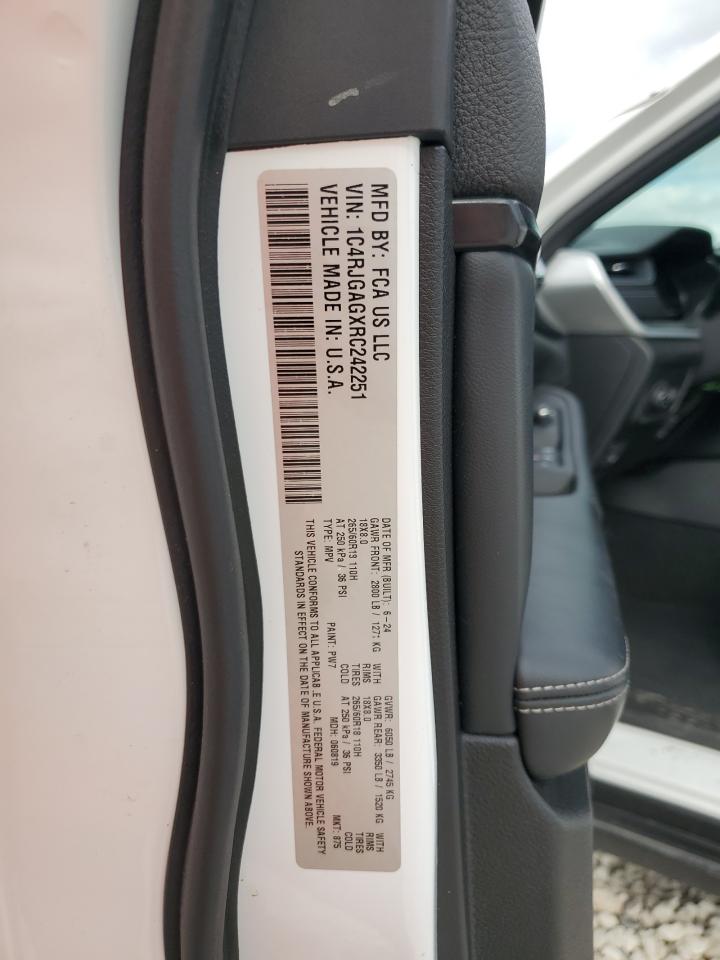 MFD BY: FCA US LLC
VIN: 1C4RJGAGXRC242251
VEHICLE MADE IN: U.S.A.
DATE OF MFR (BUILT): 6-24 GVWR: 6050 LB / 2745 KG
GAWR FRONT: 2800 LB / 1271 KG WITH GAWR REAR: 3350 LB / 1520 KG WITH
18X8.0 RIMS 18X8.0 RIMS
265/60R18 110H TIRES 265/60R18 110H TIRES
AT 250 kPa / 36 PSI COLD AT 250 kPa / 36 PSI COLD
TYPE: MPV PAINT: PW7 MDH: 060819 MKT: 875
THIS VEHICLE CONFORMS TO ALL APPLICABLE U.S.A. FEDERAL MOTOR VEHICLE SAFETY
STANDARDS IN EFFECT ON THE DATE OF MANUFACTURE SHOWN ABOVE.